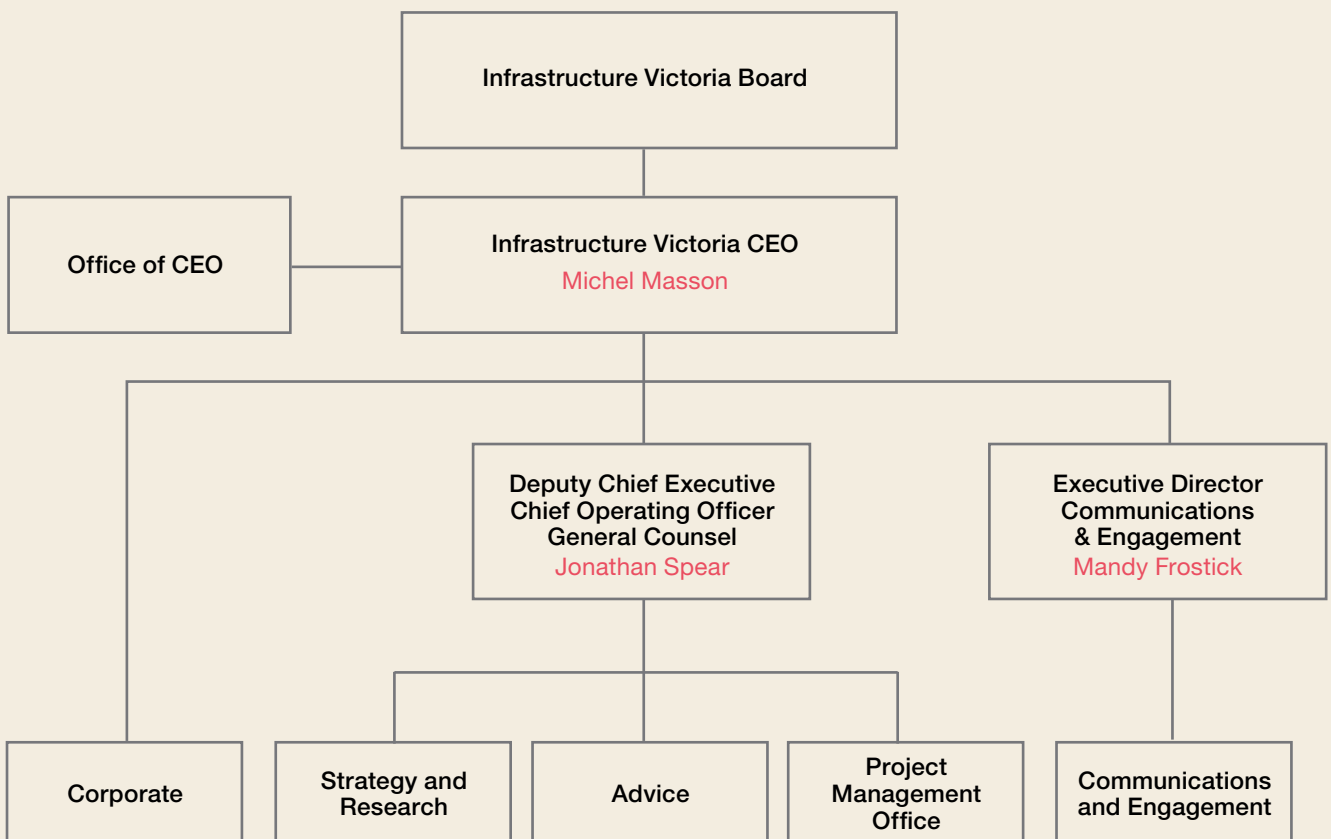 Infrastructure Victoria Board
Office of CEO
Infrastructure Victoria CEO
Michel Masson
Deputy Chief Executive
Chief Operating Officer
General Counsel
Jonathan Spear
Executive Director
Communications
& Engagement
Mandy Frostick
Corporate
Strategy and
Research
Advice
Project
Management
Office
Communications
and Engagement